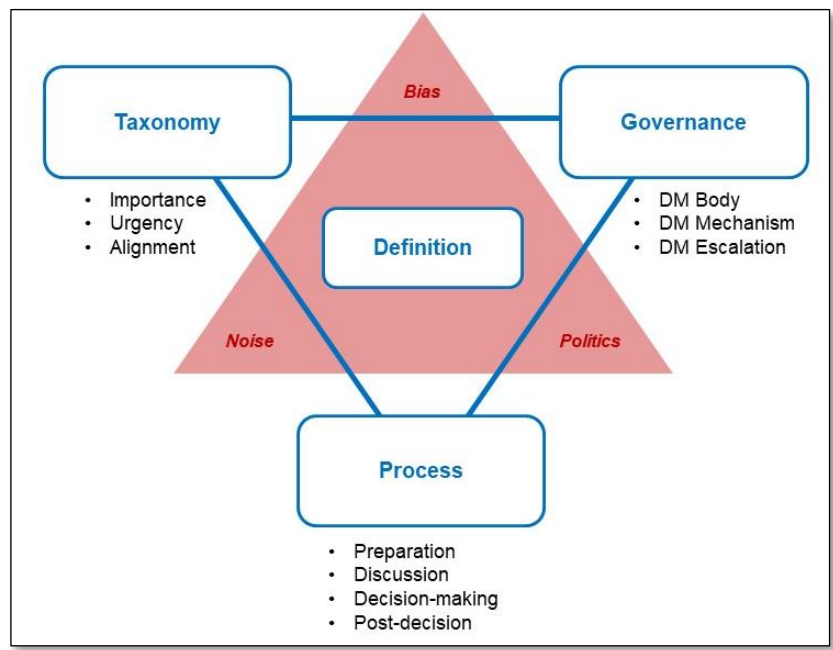 Bias
Taxonomy
Governance
• Importance
• Urgency
• Alignment
• DM Body
• DM Mechanism
• DM Escalation
Definition
Noise
Politics
Process
• Preparation
• Discussion
• Decision-making
• Post-decision